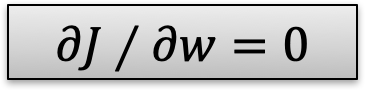 ∂J / ∂w = 0